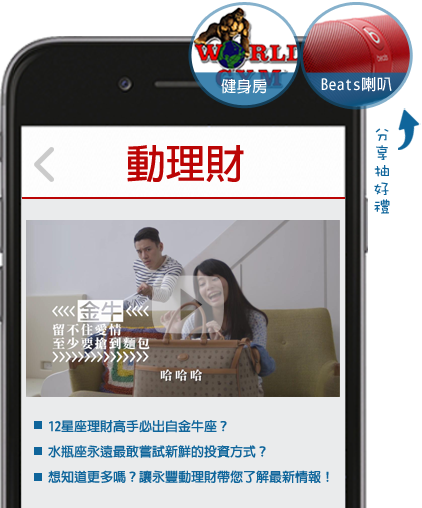 WORLD
GYM
健身房
Beats喇叭
分享抽好禮
動理財
<<<< 金牛 <<<<
留不住愛情
至少要搶到麵包
>>>>>>>>>>>>>>
哈哈哈
12星座理財高手必出自金牛座？
水瓶座永遠最敢嘗試新鮮的投資方式？
想知道更多嗎？讓永豐動理財帶您了解最新情報！